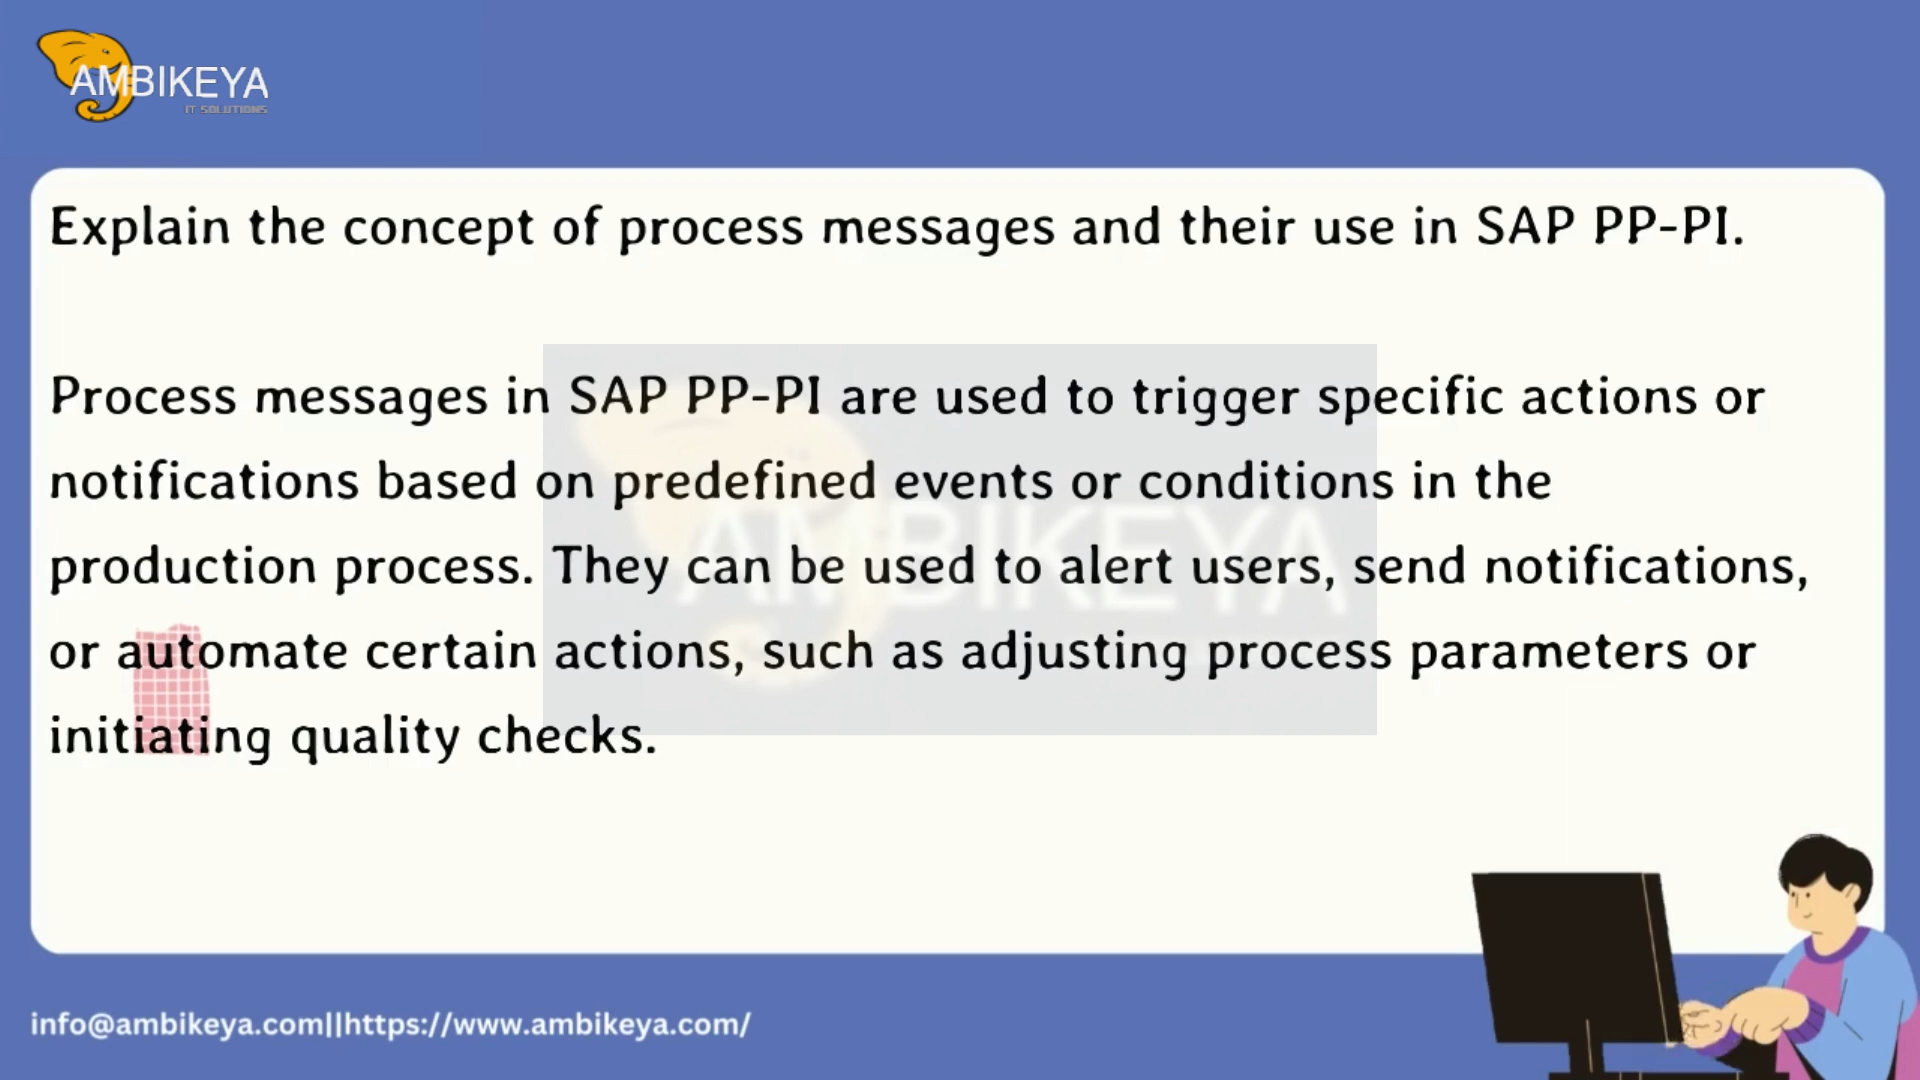 AMBIKEYA
IT SOLUTIONS
Explain the concept of process messages and their use in SAP PP-PI.
Process messages in SAP PP-PI are used to trigger specific actions or
notifications based on predefined events or conditions in the
production process. They can be used to alert users, send notifications,
or automate certain actions, such as adjusting process parameters or
initiating quality checks.
AMBIKEYA
info@ambikeya.com||https://www.ambikeya.com/